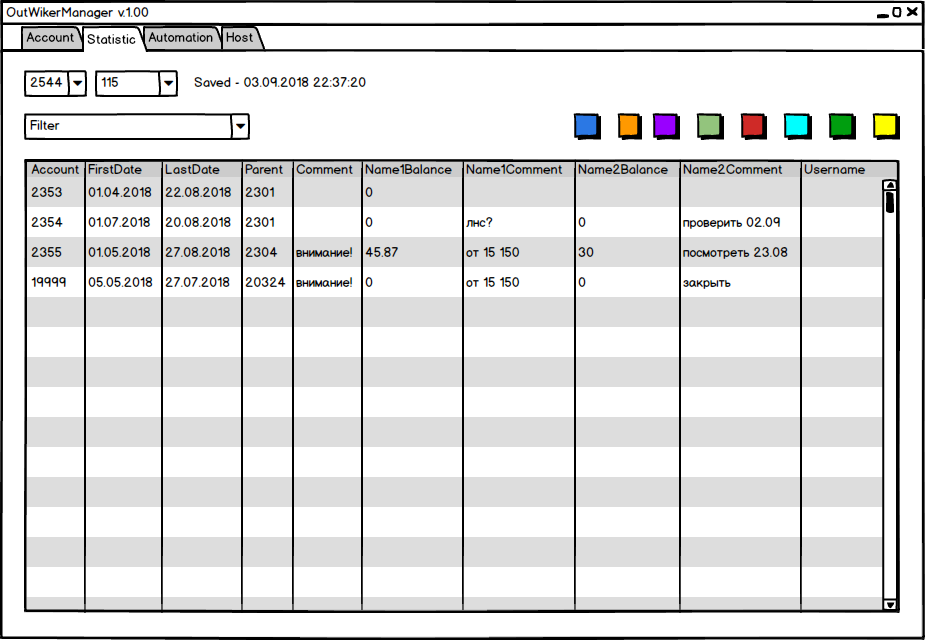 OutWikerManager v.1.00
Account Statistic Automation Host
2544 115 Saved - 03.09.2018 22:37:20
Filter
Account FirstDate LastDate Parent Comment Name1Balance Name1Comment Name2Balance Name2Comment Username
2353 01.04.2018 22.08.2018 2301 0
2354 01.07.2018 20.08.2018 2301 0 лнс? 0 проверить 02.09
2355 01.05.2018 27.08.2018 2304 внимание! 45.87 от 15 150 30 посмотреть 23.08
19999 05.05.2018 27.07.2018 20324 внимание! 0 от 15 150 0 закрыть